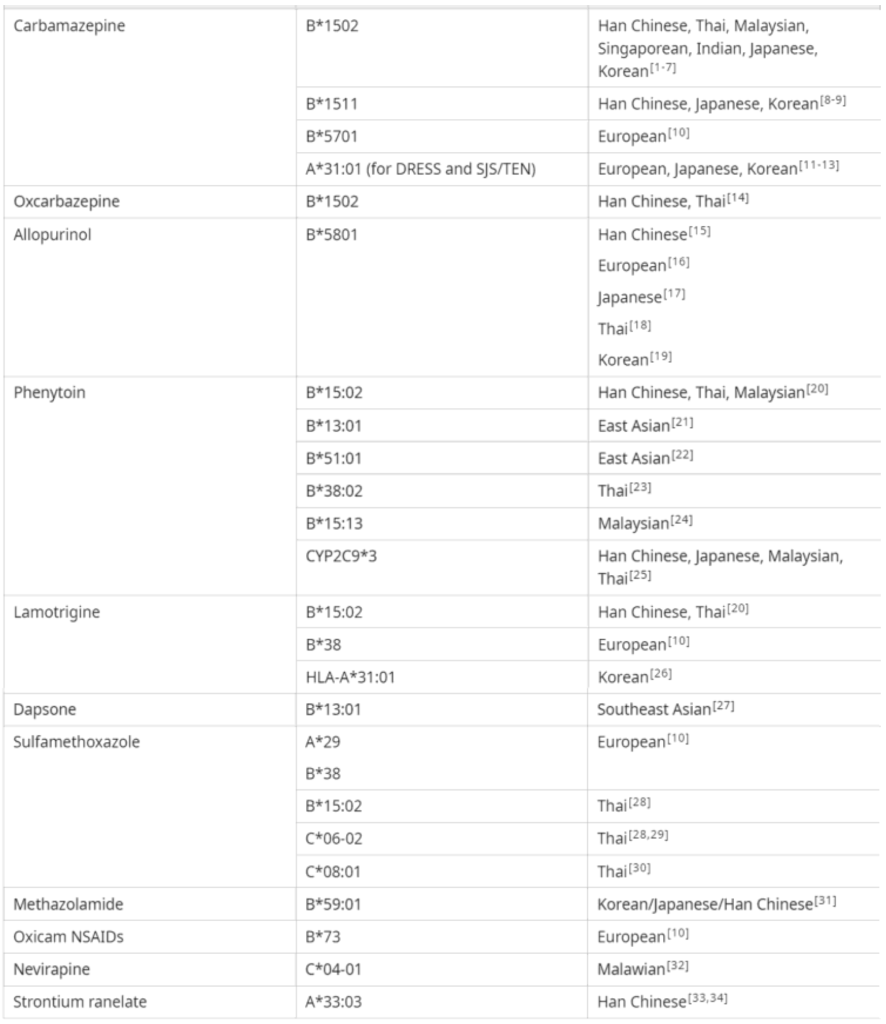 Carbamazepine B*1502 Han Chinese, Thai, Malaysian,
Singaporean, Indian, Japanese,
Korean[1-7]
B*1511 Han Chinese, Japanese, Korean[8-9]
B*5701 European[10]
A*31:01 (for DRESS and SJS/TEN) European, Japanese, Korean[11-13]
Oxcarbazepine B*1502 Han Chinese, Thai[14]
Allopurinol B*5801 Han Chinese[15]
European[16]
Japanese[17]
Thai[18]
Korean[19]
Phenytoin B*15:02 Han Chinese, Thai, Malaysian[20]
B*13:01 East Asian[21]
B*51:01 East Asian[22]
B*38:02 Thai[23]
B*15:13 Malaysian[24]
CYP2C9*3 Han Chinese, Japanese, Malaysian,
Thai[25]
Lamotrigine B*15:02 Han Chinese, Thai[20]
B*38 European[10]
HLA-A*31:01 Korean[26]
Dapsone B*13:01 Southeast Asian[27]
Sulfamethoxazole A*29 European[10]
B*38
B*15:02 Thai[28]
C*06-02 Thai[28,29]
C*08:01 Thai[30]
Methazolamide B*59:01 Korean/Japanese/Han Chinese[31]
Oxicam NSAIDs B*73 European[10]
Nevirapine C*04-01 Malawian[32]
Strontium ranelate A*33:03 Han Chinese[33,34]